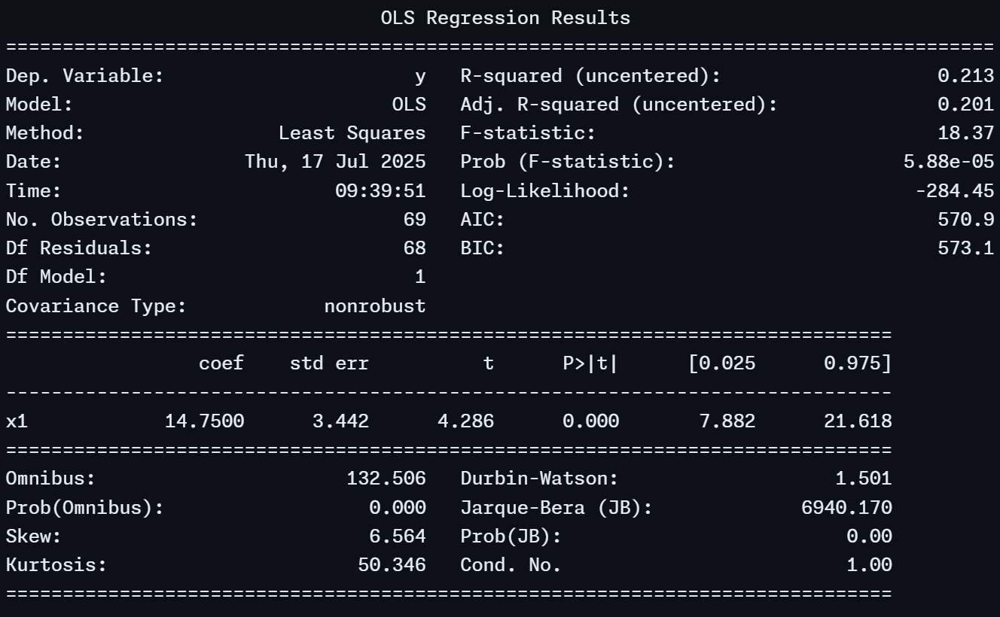 OLS Regression Results
=======================================================================================
Dep. Variable: y R-squared (uncentered): 0.213
Model: OLS Adj. R-squared (uncentered): 0.201
Method: Least Squares F-statistic: 18.37
Date: Thu, 17 Jul 2025 Prob (F-statistic): 5.88e-05
Time: 09:39:51 Log-Likelihood: -284.45
No. Observations: 69 AIC: 570.9
Df Residuals: 68 BIC: 573.1
Df Model: 1
Covariance Type: nonrobust
==============================================================================
coef std err t P>|t| [0.025 0.975]
------------------------------------------------------------------------------
x1 14.7500 3.442 4.286 0.000 7.882 21.618
==============================================================================
Omnibus: 132.506 Durbin-Watson: 1.501
Prob(Omnibus): 0.000 Jarque-Bera (JB): 6940.170
Skew: 6.564 Prob(JB): 0.00
Kurtosis: 50.346 Cond. No. 1.00
==============================================================================